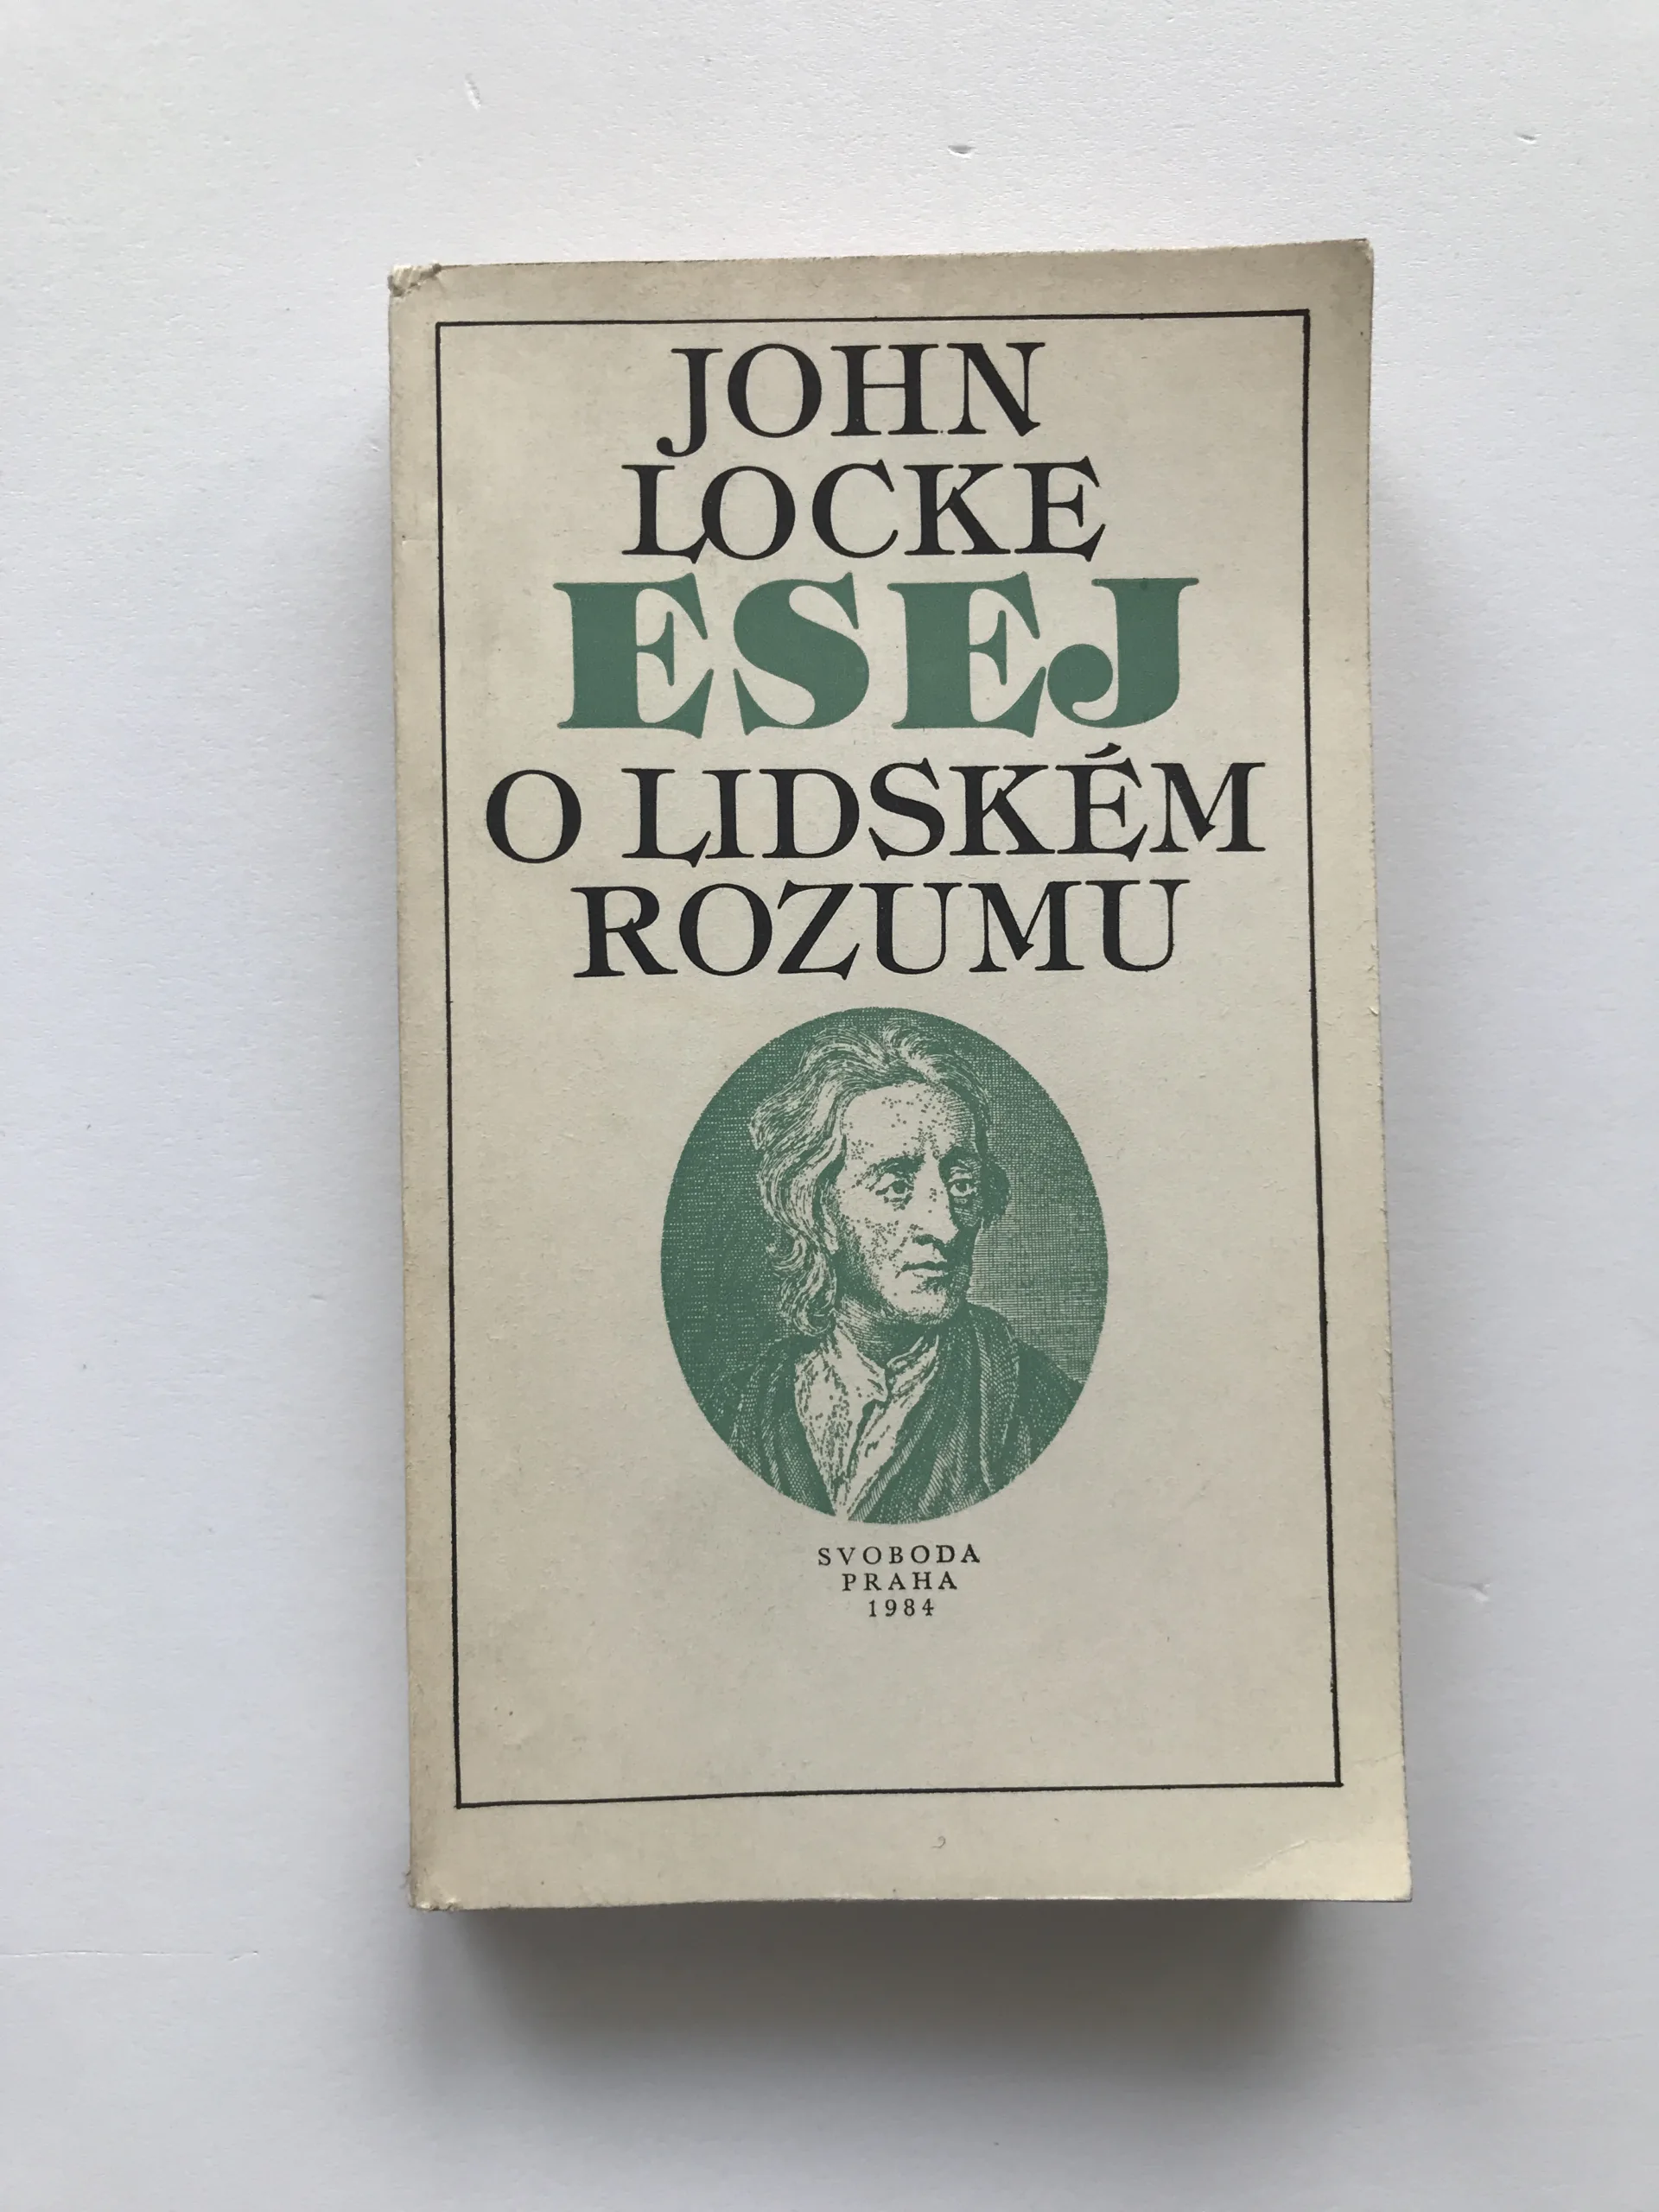 JOHN
LOCKE
ESEJ
O LIDSKÉM
ROZUMU
SVOBODA
PRAHA
1984